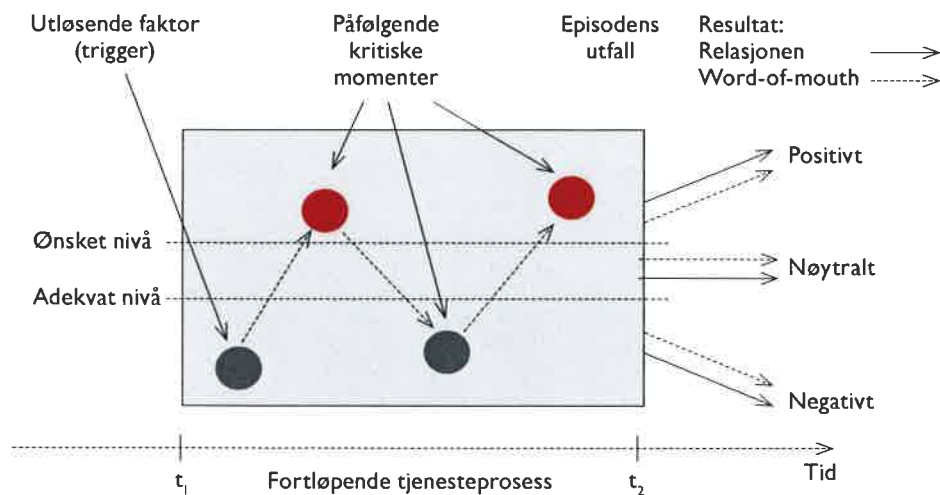 Utløsende faktor
(trigger)
Påfølgende
kritiske
momenter
Episodens
utfall
Resultat:
Relasjonen
Word-of-mouth
Positivt
Ønsket nivå
Nøytralt
Adekvat nivå
Negativt
t₁
Fortløpende tjenesteprosess
t₂
Tid